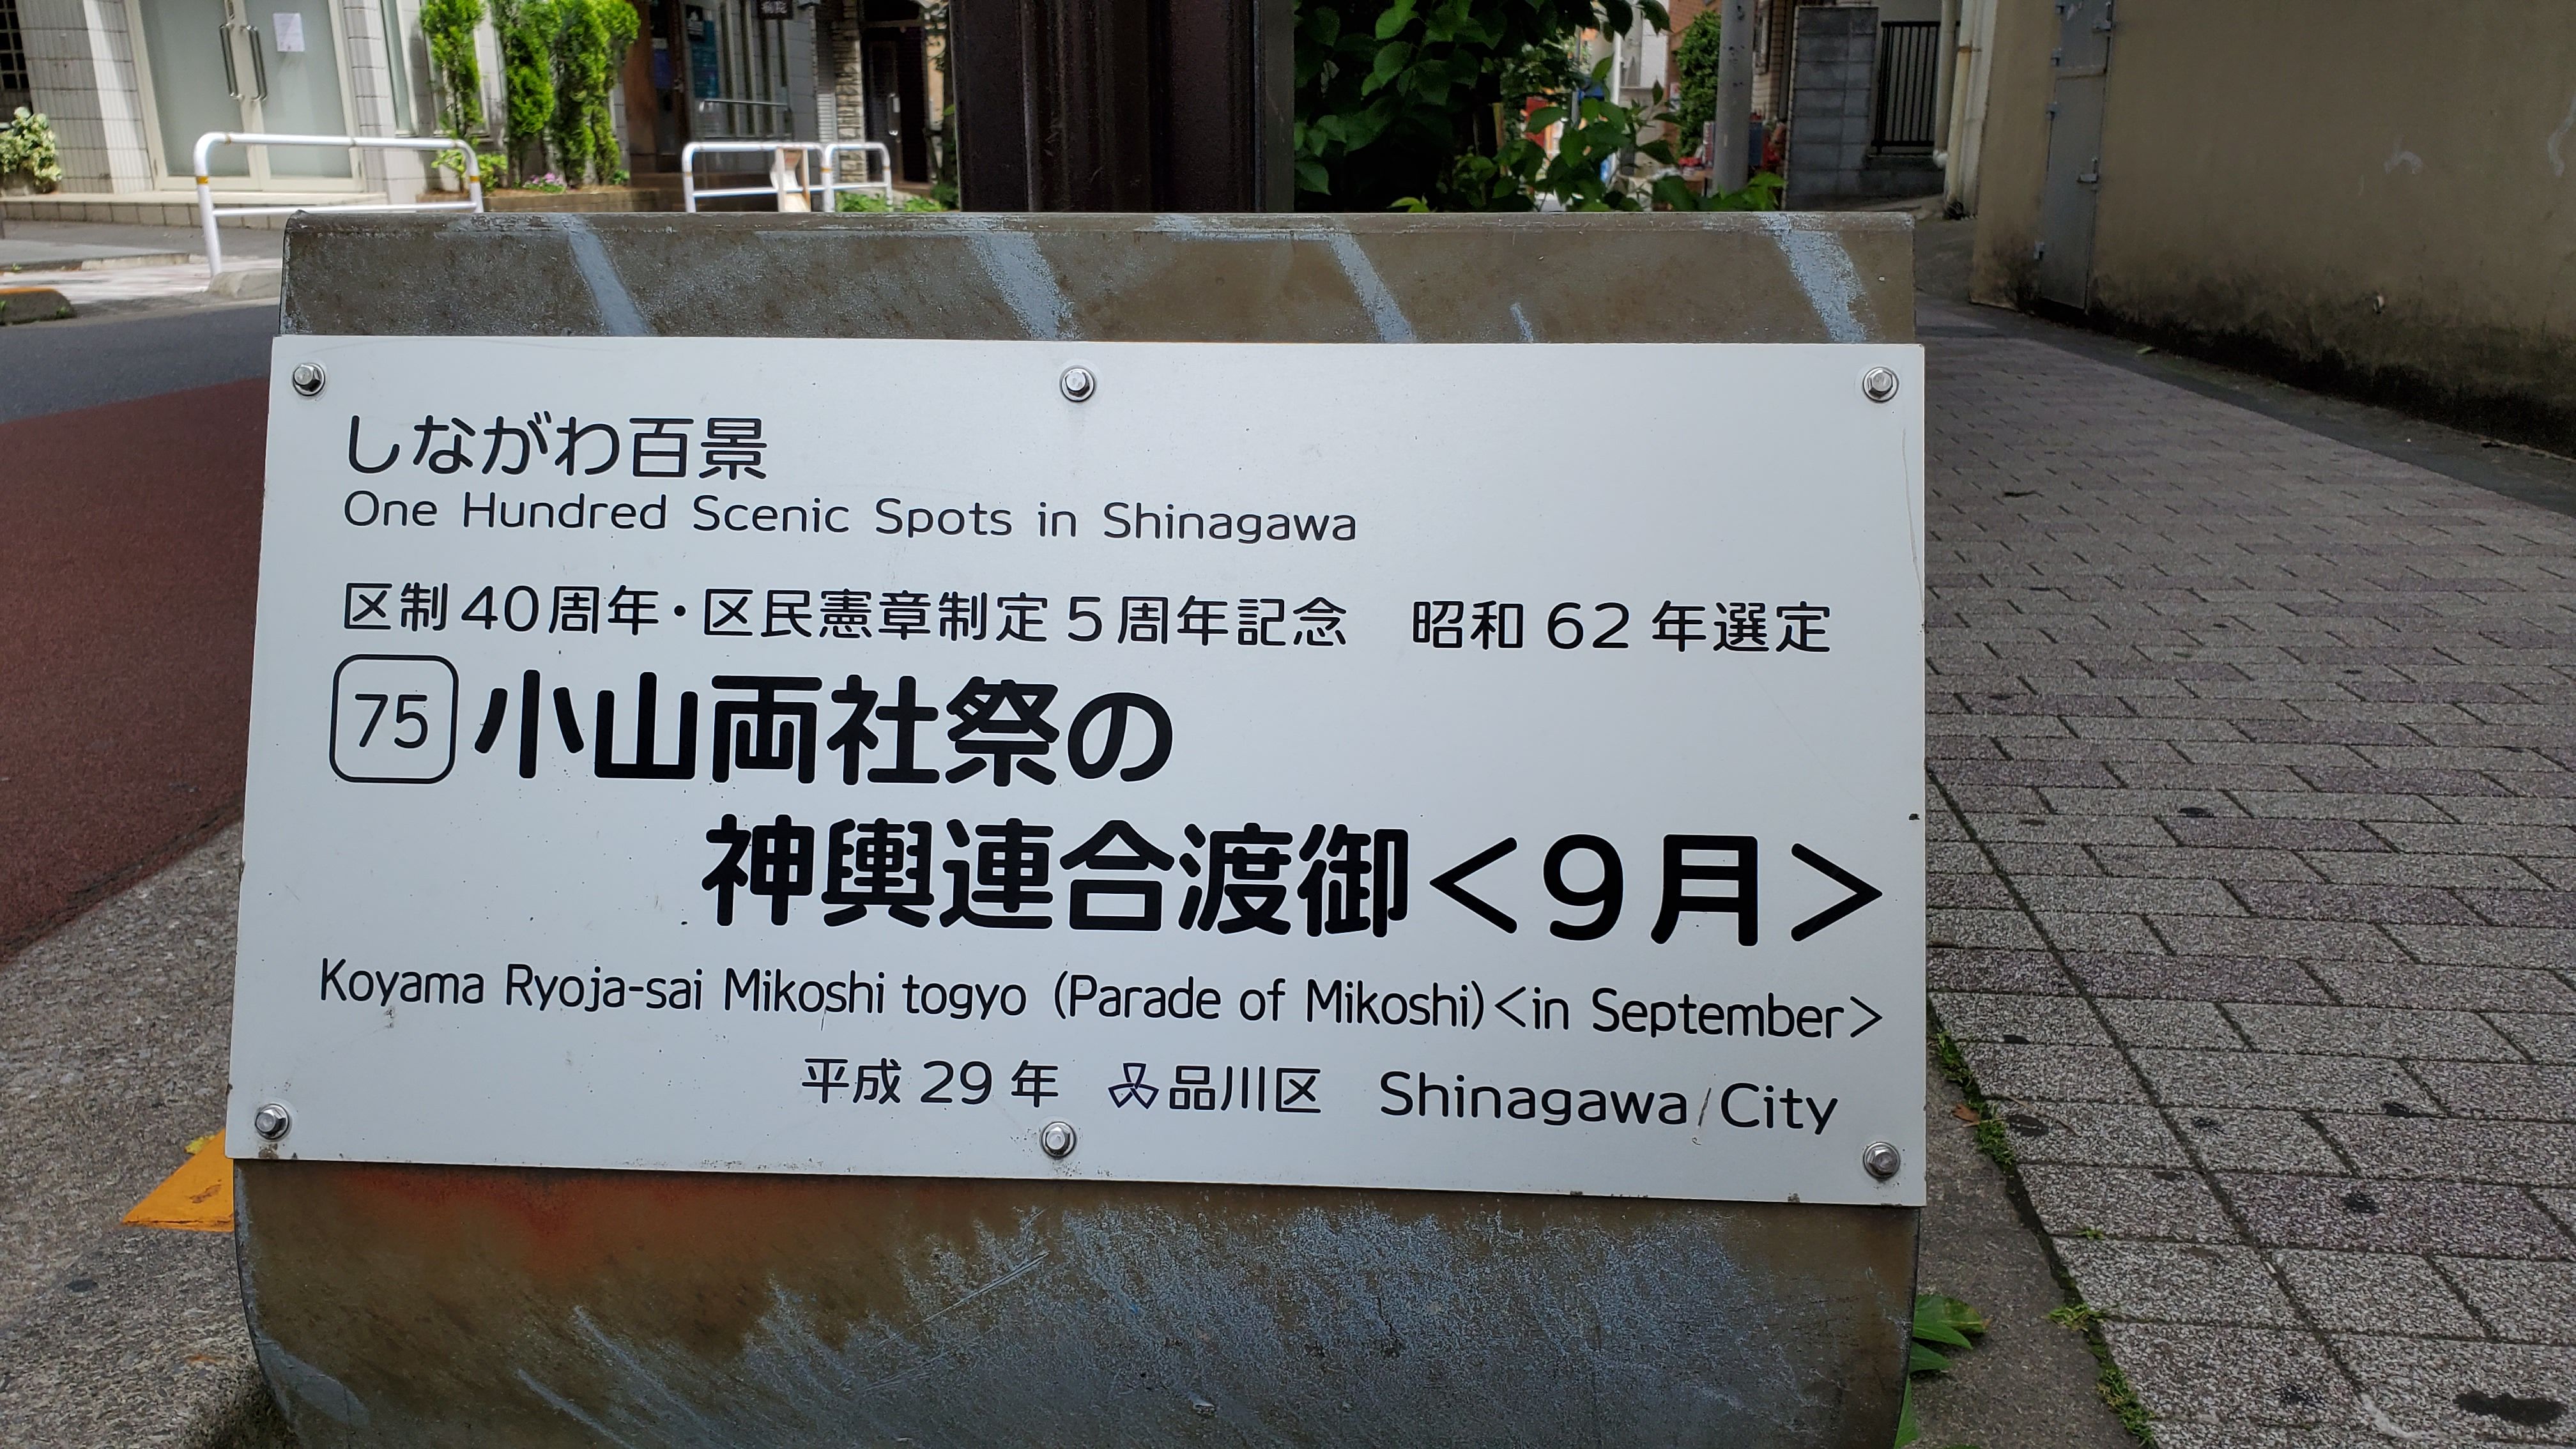 しながわ百景
One Hundred Scenic Spots in Shinagawa
区制40周年・区民憲章制定5周年記念　昭和62年選定
75 小山両社祭の
神輿連合渡御<9月>
Koyama Ryoja-sai Mikoshi togyo (Parade of Mikoshi)<in September>
平成29年 品川区 Shinagawa City